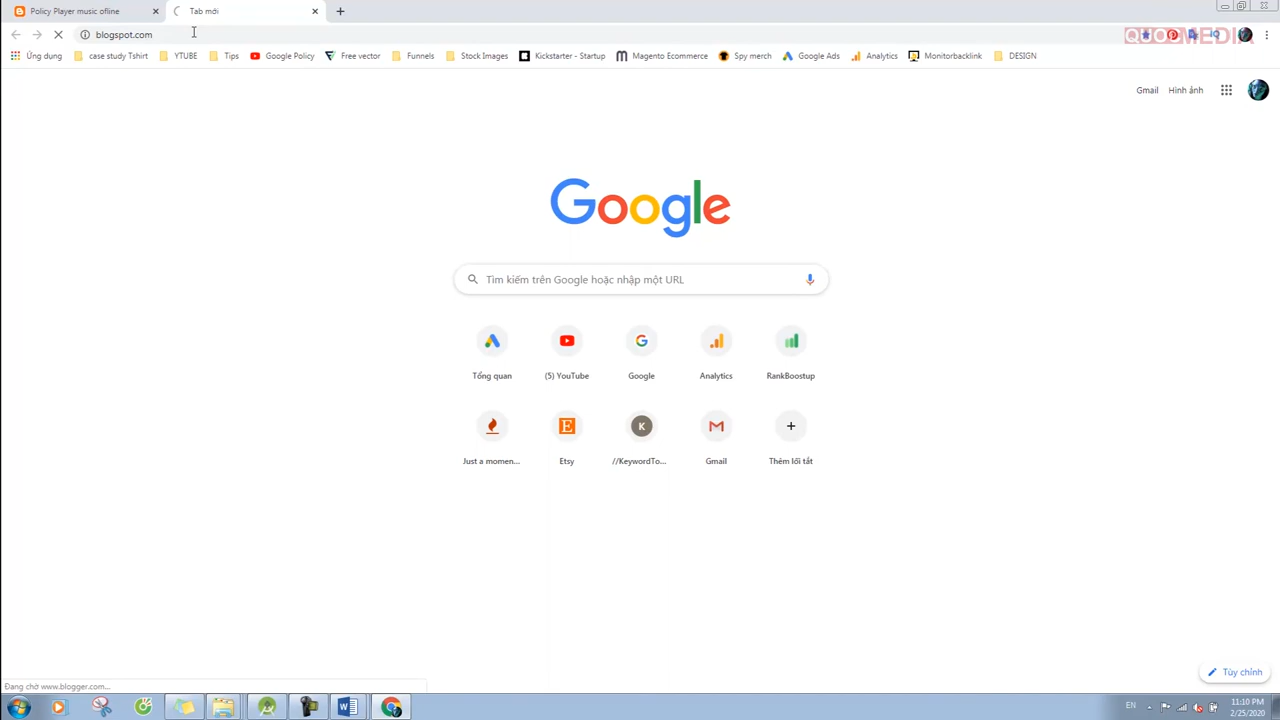 Policy Player music ofline
Tab mới
blogspot.com
QUOCMEDIA
Ứng dụng
case study Tshirt
YTUBE
Tips
Google Policy
Free vector
Funnels
Stock Images
Kickstarter - Startup
Magento Ecommerce
Spy merch
Google Ads
Analytics
Monitorbacklink
DESIGN
Gmail
Hình ảnh
Google
Tìm kiếm trên Google hoặc nhập một URL
Tổng quan
(5) YouTube
Google
Analytics
RankBoostup
Just a momen...
Etsy
K
//KeywordTo...
Gmail
Thêm lối tắt
Tùy chỉnh
Đang chờ www.blogger.com...
EN
11:10 PM
2/25/2020